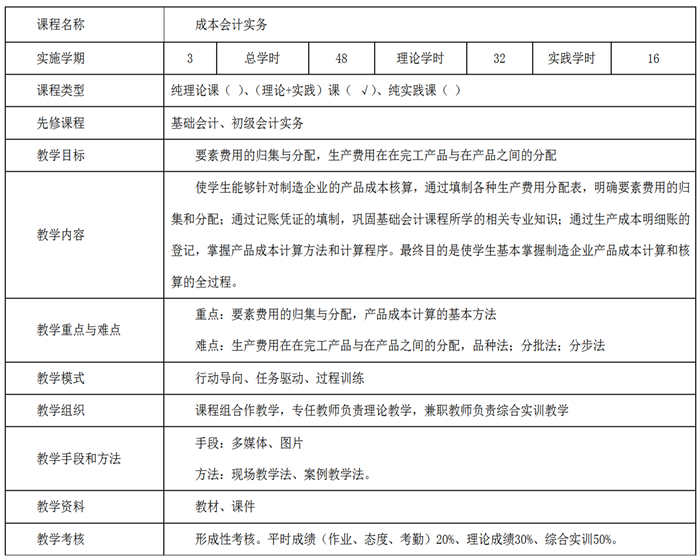 课程名称 成本会计实务
实施学期 3 总学时 48 理论学时 32 实践学时 16
课程类型 纯理论课（ ）、（理论+实践）课（ √）、纯实践课（ ）
先修课程 基础会计、初级会计实务
教学目标 要素费用的归集与分配，生产费用在在完工产品与在产品之间的分配
教学内容 使学生能够针对制造企业的产品成本核算，通过填制各种生产费用分配表，明确要素费用的归
集和分配；通过记账凭证的填制，巩固基础会计课程所学的相关专业知识；通过生产成本明细账的
登记，掌握产品成本计算方法和计算程序。最终目的是使学生基本掌握制造企业产品成本计算和核
算的全过程。
教学重点与难点 重点：要素费用的归集与分配，产品成本计算的基本方法
难点：生产费用在在完工产品与在产品之间的分配，品种法；分批法；分步法
教学模式 行动导向、任务驱动、过程训练
教学组织 课程组合作教学，专任教师负责理论教学，兼职教师负责综合实训教学
教学手段和方法 手段：多媒体、图片
方法：现场教学法、案例教学法。
教学资料 教材、课件
教学考核 形成性考核。平时成绩（作业、态度、考勤）20%、理论成绩30%、综合实训50%。